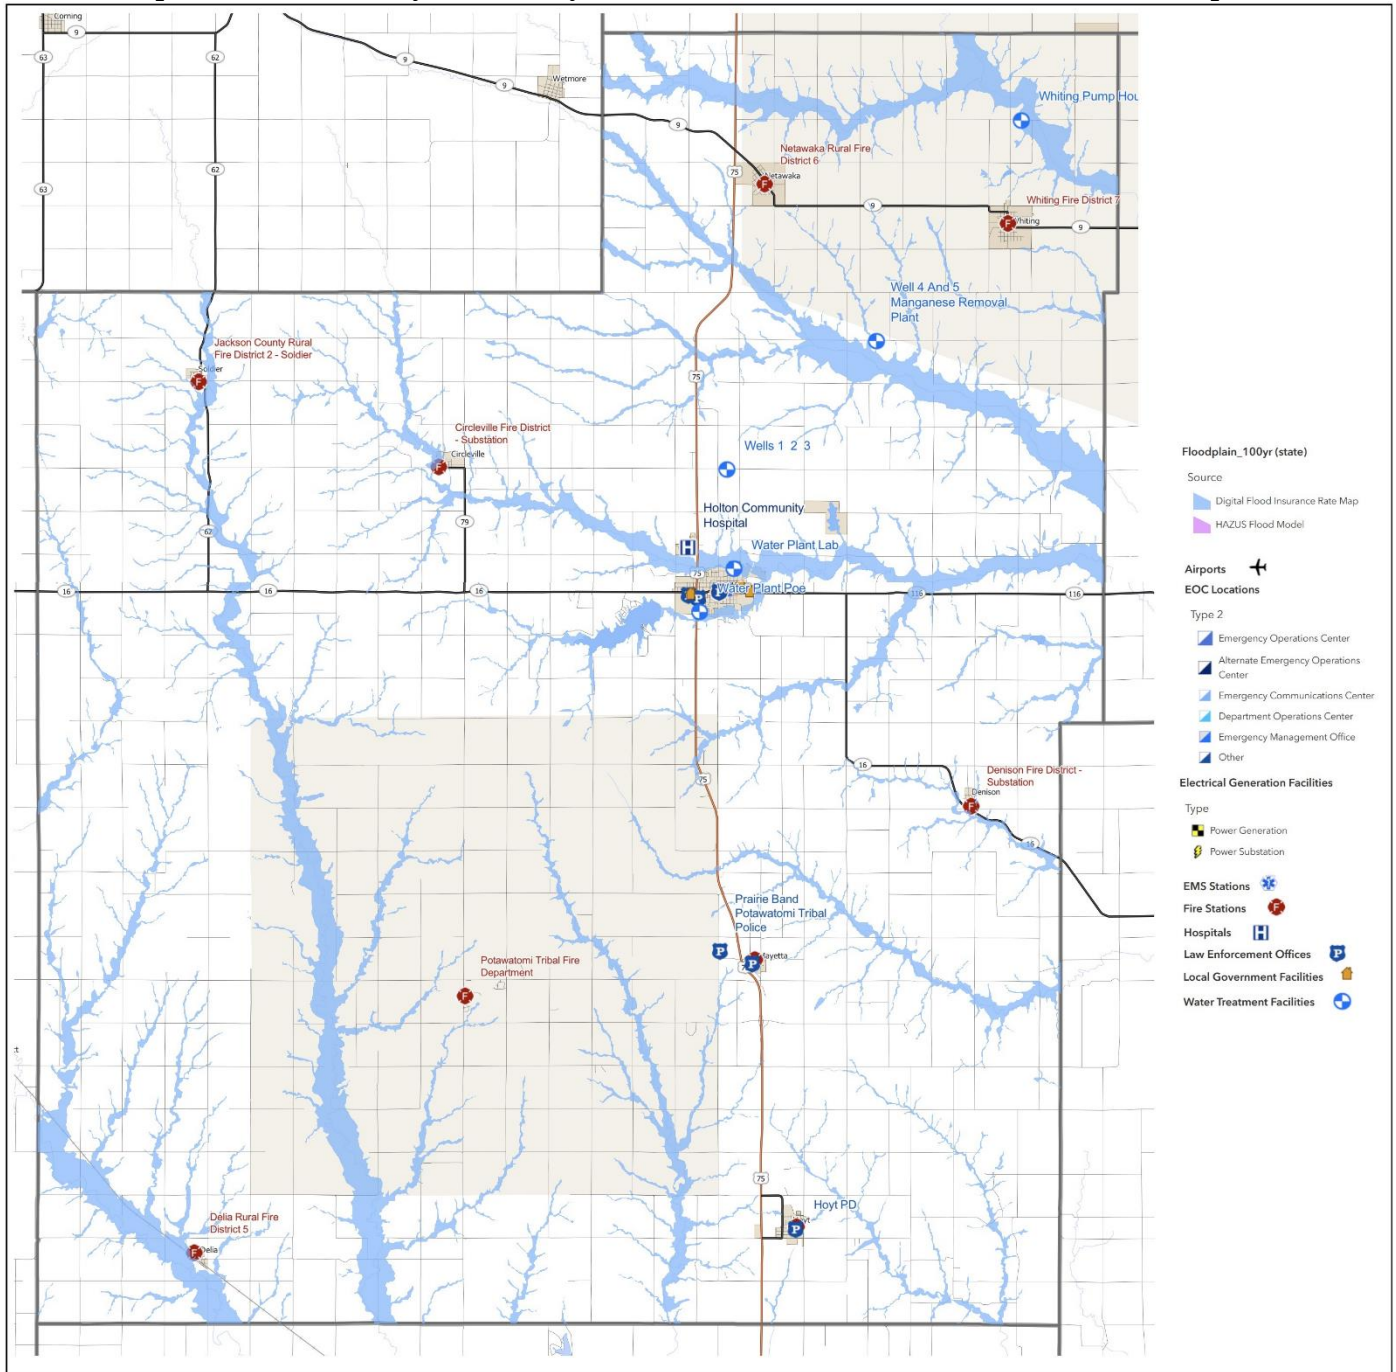 Corning
9
63
62
9
9
Wetmore
9
Whiting Pump Hou
62
63
75
Netawaka Rural Fire
District 6
Netawaka
9
Whiting Fire District 7
Whiting
9
Well 4 And 5
Manganese Removal
Plant
Jackson County Rural
Fire District 2 - Soldier
Soldier
75
Circleville Fire District
- Substation
Circleville
Wells 1 2 3
Holton Community
Hospital
62
79
Water Plant Lab
75
16
16
16
Water Plant Poe
116
116
75
16
Denison Fire District -
Substation
Denison
16
Prairie Band
Potawatomi Tribal
Police
Mayetta
75
Potawatomi Tribal Fire
Department
75
Hoyt PD
Delia Rural Fire
District 5
Delia
Floodplain_100yr (state)
Source
Digital Flood Insurance Rate Map
HAZUS Flood Model
Airports
EOC Locations
Type 2
Emergency Operations Center
Alternate Emergency Operations
Center
Emergency Communications Center
Department Operations Center
Emergency Management Office
Other
Electrical Generation Facilities
Type
Power Generation
Power Substation
EMS Stations
Fire Stations
Hospitals
Law Enforcement Offices
Local Government Facilities
Water Treatment Facilities